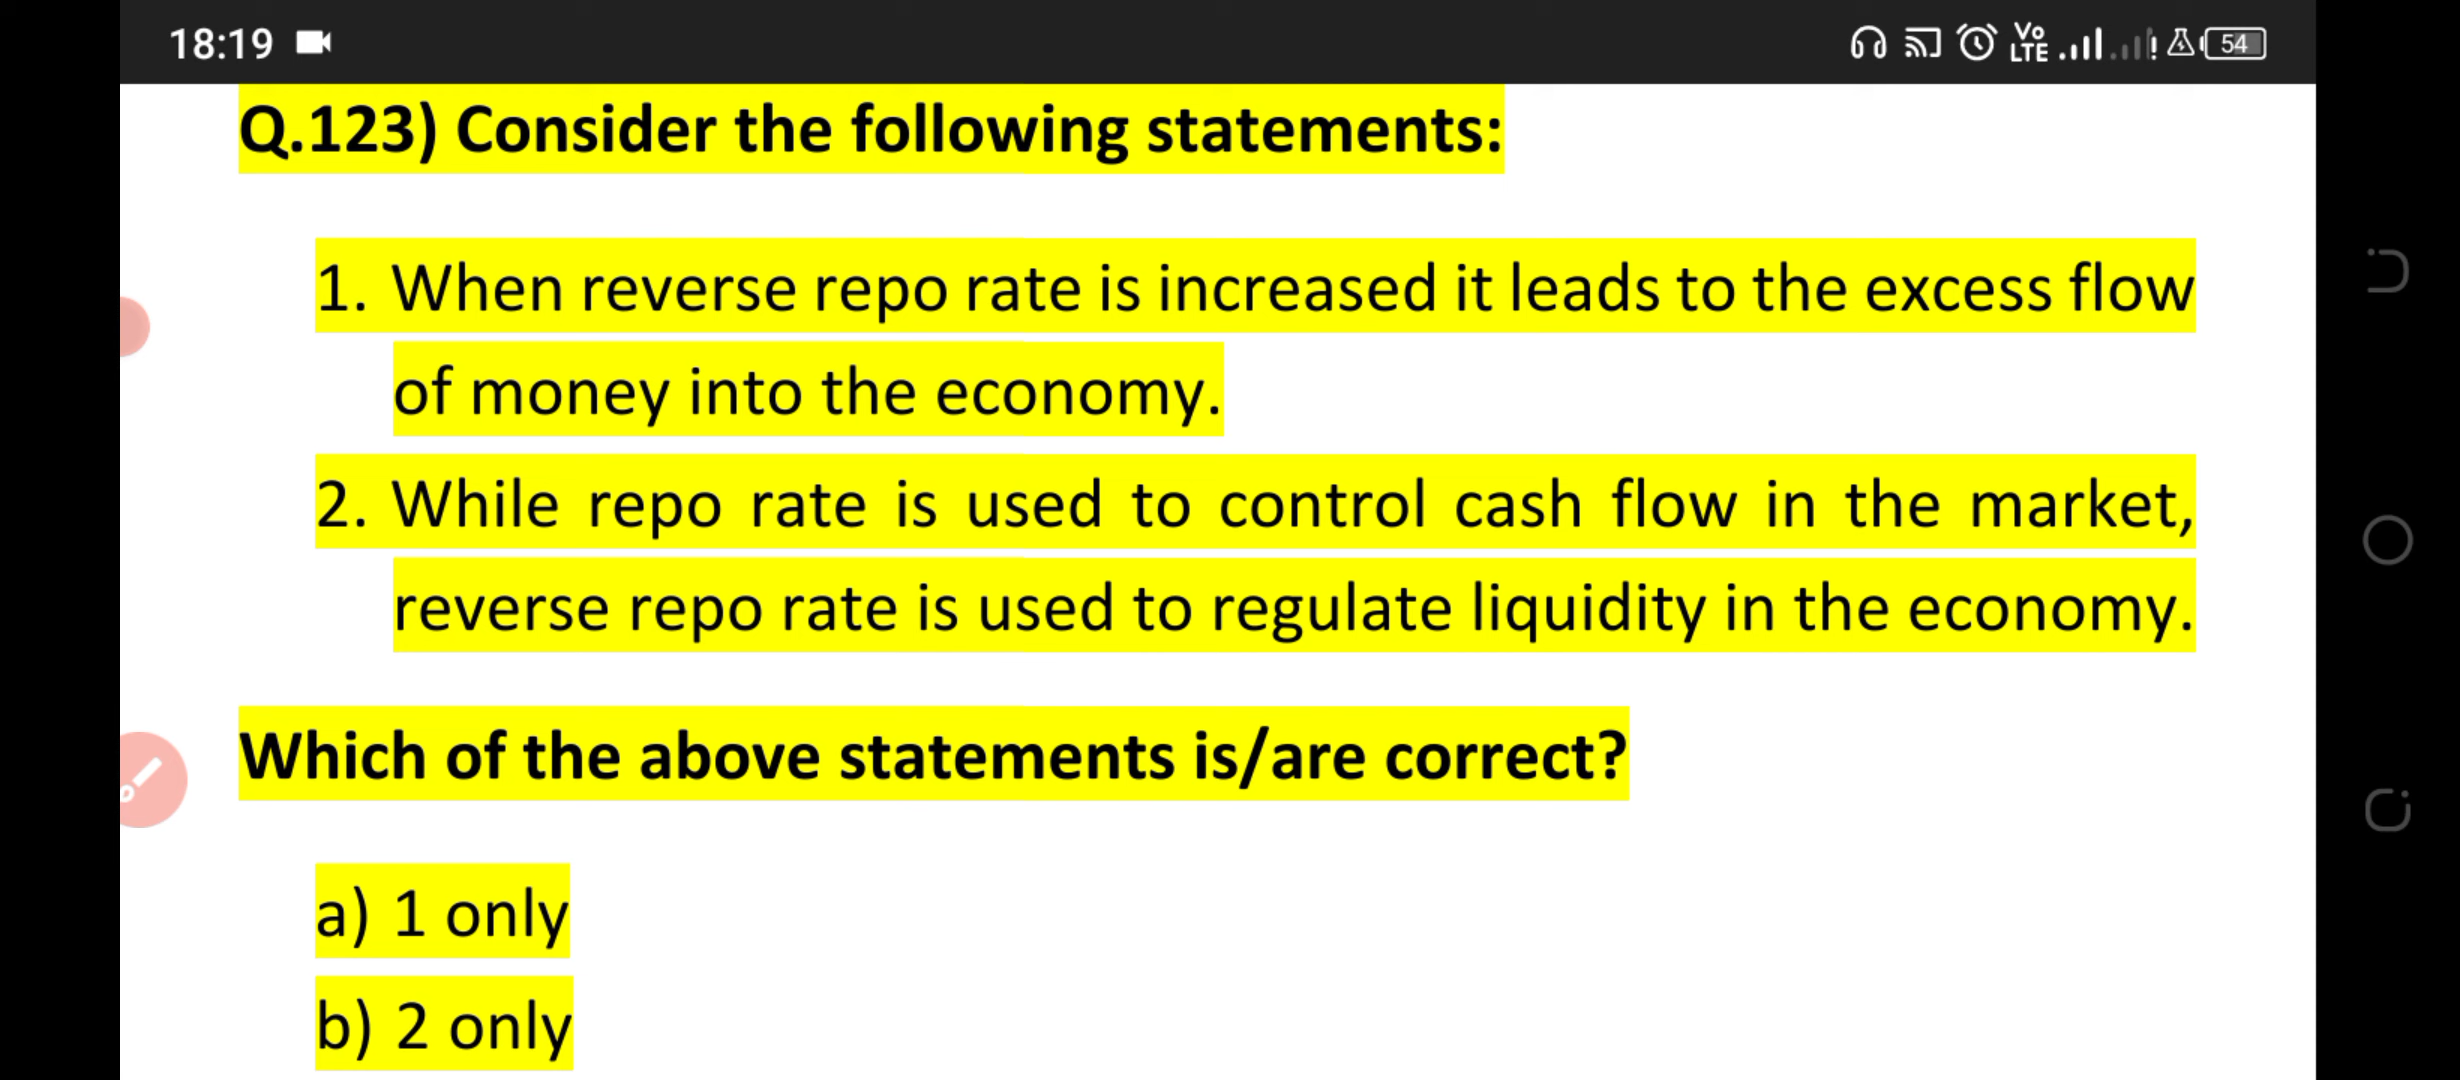 18:19
Vo
LTE
54
Q.123) Consider the following statements:
1. When reverse repo rate is increased it leads to the excess flow
of money into the economy.
2. While repo rate is used to control cash flow in the market,
reverse repo rate is used to regulate liquidity in the economy.
Which of the above statements is/are correct?
a) 1 only
b) 2 only